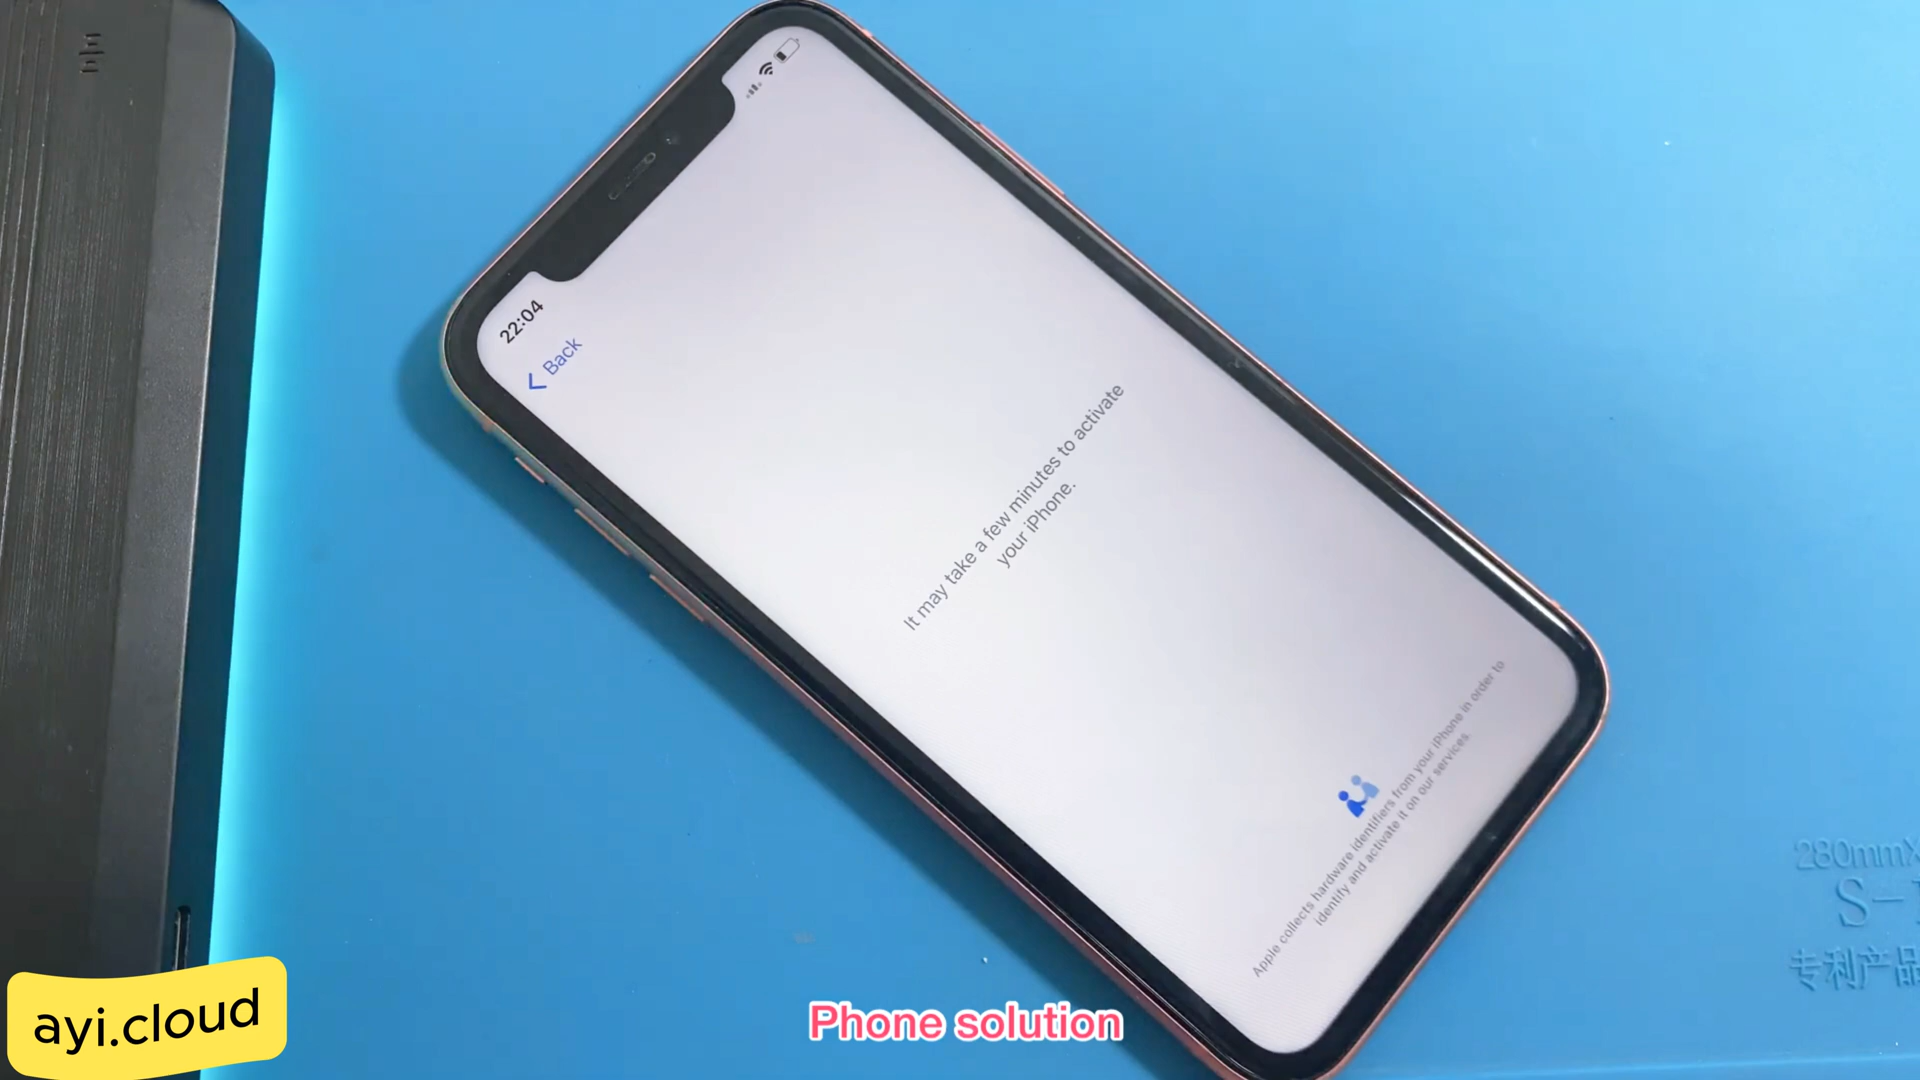 22:04
Back
It may take a few minutes to activate
your iPhone.
Apple collects hardware identifiers from your iPhone in order to
identify and activate it on our services.
280mmX
S-
专利产品
ayi.cloud
Phone solution